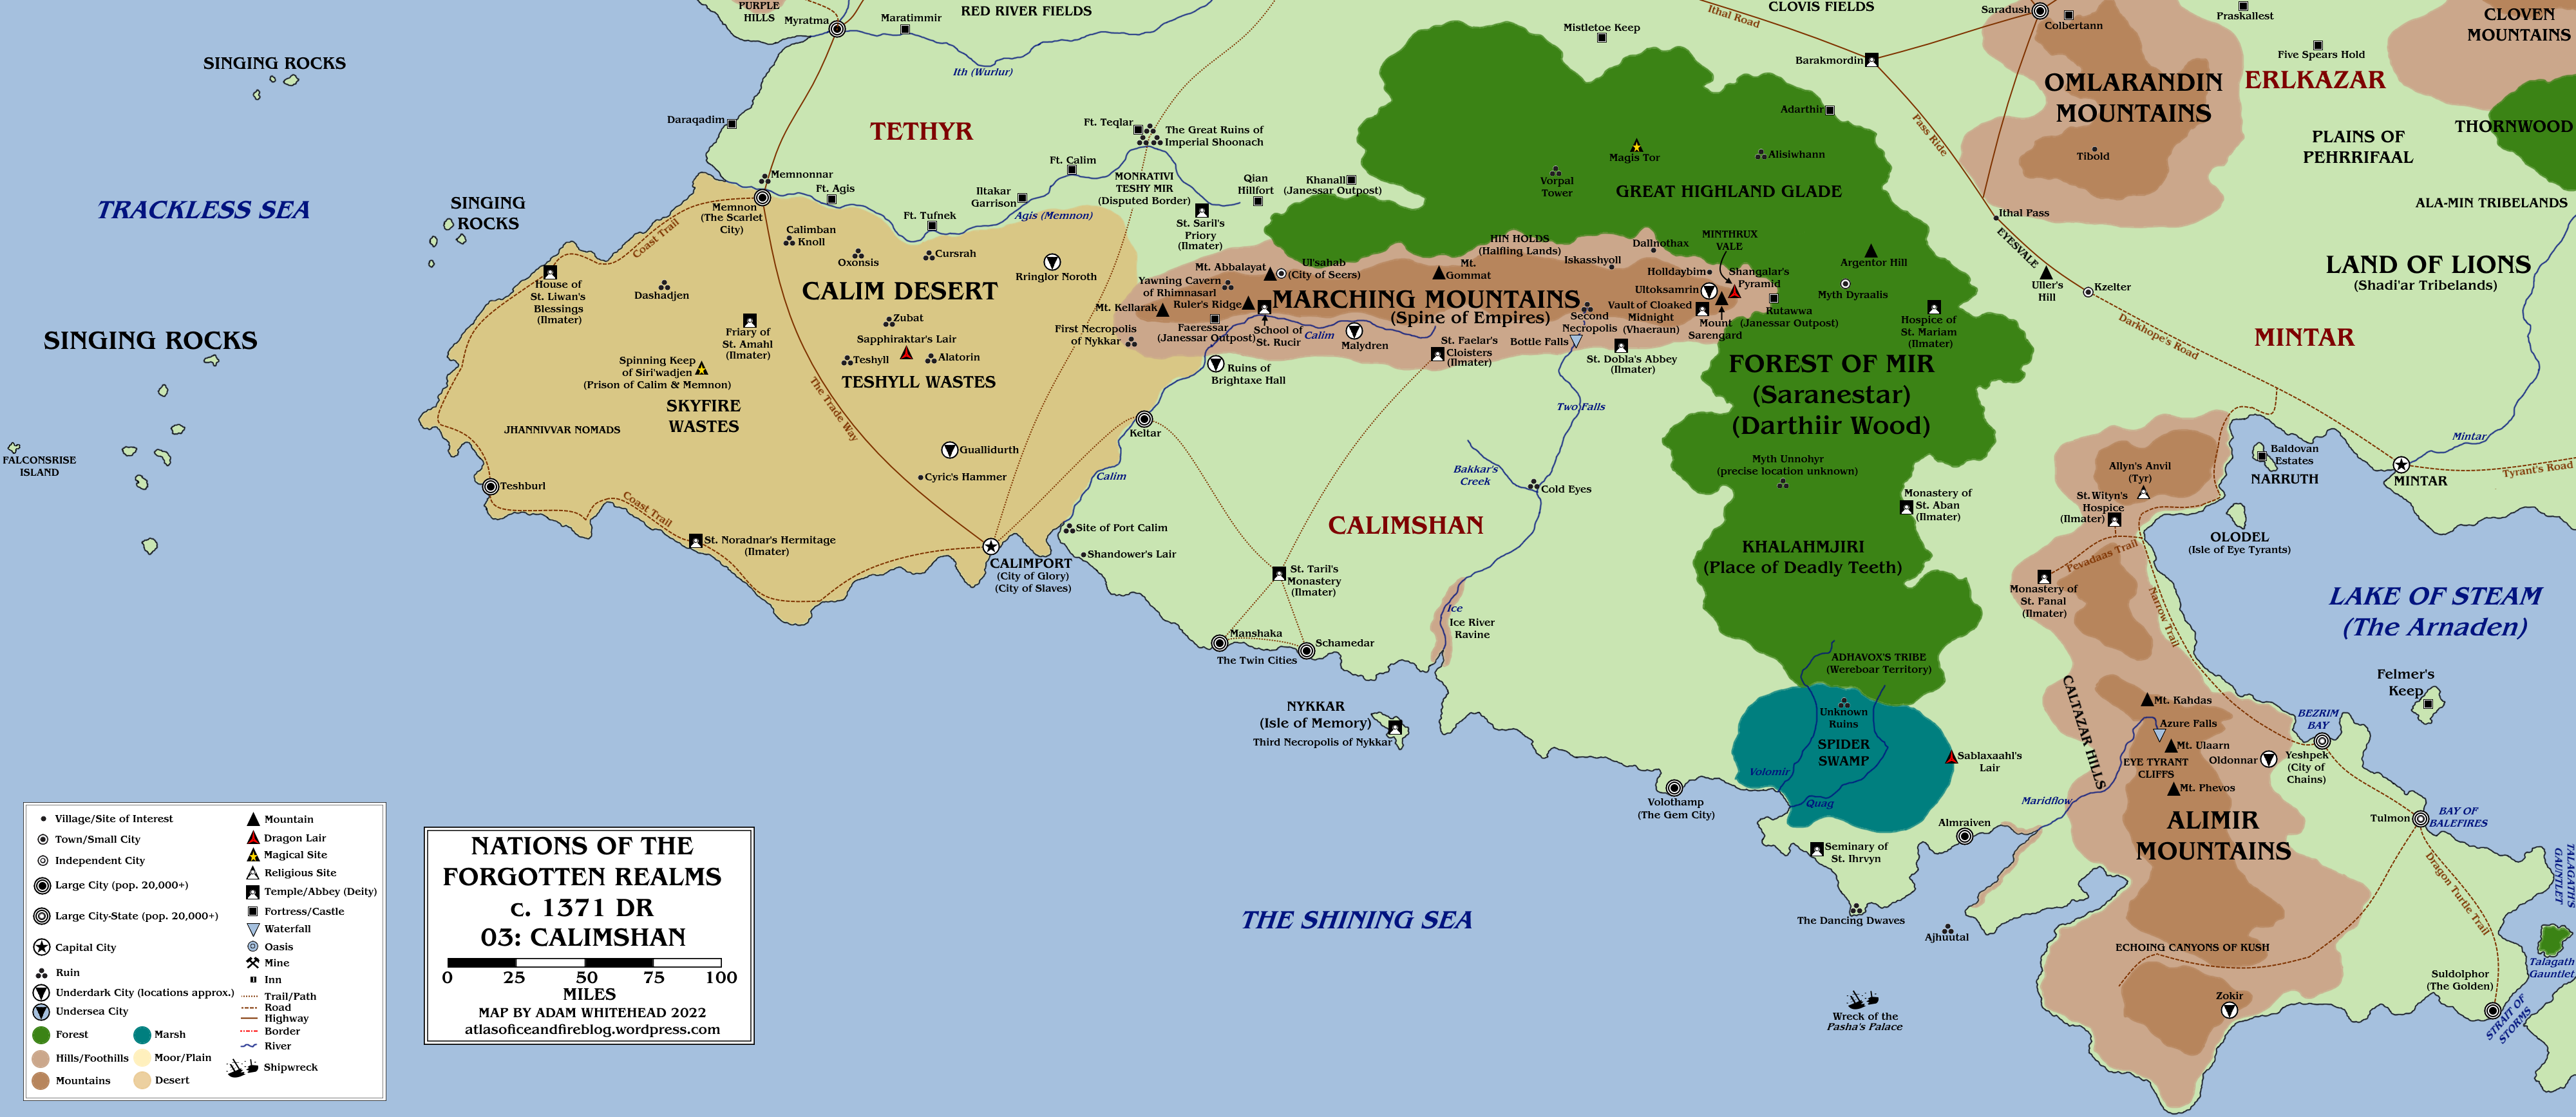 PURPLE
HILLS
Myratma
Maratimmir
RED RIVER FIELDS
Ith (Wurlur)
SINGING ROCKS
Daraqadim
TETHYR
Mistletoe Keep
Ithal Road
CLOVIS FIELDS
Saradush
Colbertann
Barakmordin
Praskallest
Five Spears Hold
CLOVEN
MOUNTAINS
OMLARANDIN
MOUNTAINS
ERLKAZAR
Tibold
PLAINS OF
PEHRRIFAAL
THORNWOOD
ALA-MIN TRIBELANDS
LAND OF LIONS
(Shadi'ar Tribelands)
TRACKLESS SEA
SINGING
ROCKS
SINGING ROCKS
FALCONSRISE
ISLAND
Memnonnar
Memnon
(The Scarlet
City)
Ft. Agis
Ft. Tufnek
Iltakar
Garrison
Ft. Calim
Ft. Teqlar
The Great Ruins of
Imperial Shoonach
MONRATIVI
TESHY MIR
(Disputed Border)
Agis (Memnon)
St. Saril's
Priory
(Ilmater)
Qian
Hillfort
Khanall
(Janessar Outpost)
Vorpal
Tower
Magis Tor
Alisiwhann
Adarthir
GREAT HIGHLAND GLADE
Pass Ride
Ithal Pass
EYESVALE
Uller's
Hill
Kzelter
Darkhope's Road
MINTAR
Coast Trail
House of
St. Liwan's
Blessings
(Ilmater)
Dashadjen
Calimban
Knoll
Oxonsis
Cursrah
Ringlor Noroth
CALIM DESERT
Friary of
St. Amahl
(Ilmater)
Zubat
Sapphiraktar's Lair
Teshyll
Alatorin
TESHYLL WASTES
Spinning Keep
of Siri'wadjen
(Prison of Calim & Memnon)
SKYFIRE
WASTES
JHANNIVVAR NOMADS
The Trade Way
Teshburl
Coast Trail
St. Noradnar's Hermitage
(Ilmater)
Guallidurth
Cyric's Hammer
CALIMPORT
(City of Glory)
(City of Slaves)
Mt. Abbalayat
Ul'sahab
(City of Seers)
Yawning Cavern
of Rhimnasarl
Ruler's Ridge
Mt. Kellarak
Faeressar
(Janessar Outpost)
School of
St. Rucir
First Necropolis
of Nykkar
Ruins of
Brightaxe Hall
MARCHING MOUNTAINS
(Spine of Empires)
Mt.
Gommat
HIN HOLDS
(Halfling Lands)
Iskasshyoll
Dallnothax
MINTHRUX
VALE
Holldaybim
Shangalar's
Pyramid
Ultoksamrin
Vault of Cloaked
Midnight
(Vhaeraun)
Mount
Sarengard
Rutawwa
(Janessar Outpost)
Second
Necropolis
Bottle Falls
Calim
Malydren
St. Faelar's
Cloisters
(Ilmater)
St. Dobla's Abbey
(Ilmater)
Argentor Hill
Myth Dyraalis
Hospice of
St. Mariam
(Ilmater)
FOREST OF MIR
(Saranestar)
(Darthiir Wood)
Myth Unnohyr
(precise location unknown)
Monastery of
St. Aban
(Ilmater)
KHALAHMJIRI
(Place of Deadly Teeth)
Keltar
Calim
Two Falls
Bakkar's
Creek
Cold Eyes
CALIMSHAN
Site of Port Calim
Shandower's Lair
St. Taril's
Monastery
(Ilmater)
Ice
Ice River
Ravine
Manshaka
Schamedar
The Twin Cities
NYKKAR
(Isle of Memory)
Third Necropolis of Nykkar
ADHAVOX'S TRIBE
(Wereboar Territory)
Unknown
Ruins
SPIDER
SWAMP
Volomir
Quag
Sablaxaahl's
Lair
Volothamp
(The Gem City)
Seminary of
St. Ihrvyn
Almraiven
The Dancing Dwaves
Ajhuutal
Wreck of the
Pasha's Palace
THE SHINING SEA
Allyn's Anvil
(Tyr)
St. Wityn's
Hospice
(Ilmater)
Pevadaas Trail
Monastery of
St. Fanal
(Ilmater)
Narrow Trail
Baldovan
Estates
NARRUTH
MINTAR
Mintar
Tyrant's Road
OLODEL
(Isle of Eye Tyrants)
LAKE OF STEAM
(The Arnaden)
Felmer's
Keep
CALTAZAR HILLS
Mt. Kahdas
Azure Falls
Mt. Ulaarn
EYE TYRANT
CLIFFS
Mt. Phevos
Maridflow
Oldonnar
BEZRIM
BAY
Yeshpek
(City of
Chains)
Tulmon
BAY OF
BALEFIRES
ALIMIR
MOUNTAINS
Dragon Turtle Trail
TALAGATH'S
GAUNTLET
Talagath
Gauntlet
ECHOING CANYONS OF KUSH
Zokir
Suldolphor
(The Golden)
STRAIT OF
STORMS
Village/Site of Interest
Town/Small City
Independent City
Large City (pop. 20,000+)
Large City-State (pop. 20,000+)
Capital City
Ruin
Underdark City (locations approx.)
Undersea City
Forest
Marsh
Hills/Foothills
Moor/Plain
Mountains
Desert
Mountain
Dragon Lair
Magical Site
Religious Site
Temple/Abbey (Deity)
Fortress/Castle
Waterfall
Oasis
Mine
Inn
Trail/Path
Road
Highway
Border
River
Shipwreck
NATIONS OF THE
FORGOTTEN REALMS
c. 1371 DR
03: CALIMSHAN
0 25 50 75 100
MILES
MAP BY ADAM WHITEHEAD 2022
atlasoficeandfireblog.wordpress.com